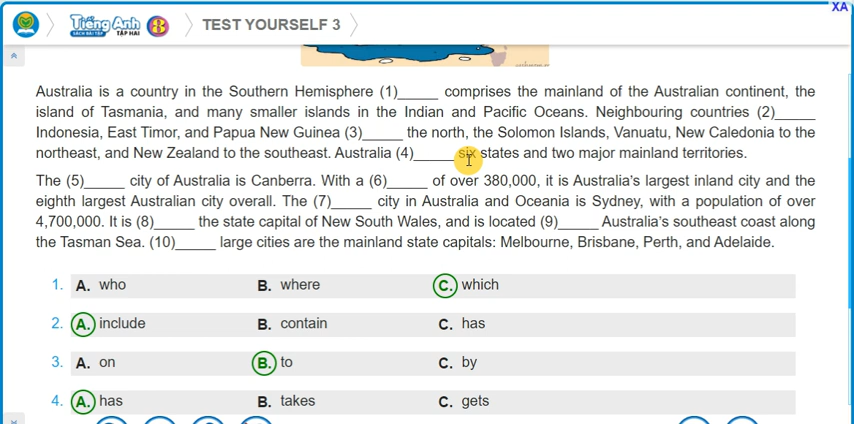 XA
Tiếng Anh 8
SÁCH BÀI TẬP TẬP HAI
TEST YOURSELF 3
Australia is a country in the Southern Hemisphere (1)_____ comprises the mainland of the Australian continent, the
island of Tasmania, and many smaller islands in the Indian and Pacific Oceans. Neighbouring countries (2)_____
Indonesia, East Timor, and Papua New Guinea (3)_____ the north, the Solomon Islands, Vanuatu, New Caledonia to the
northeast, and New Zealand to the southeast. Australia (4)_____ six states and two major mainland territories.
The (5)_____ city of Australia is Canberra. With a (6)_____ of over 380,000, it is Australia's largest inland city and the
eighth largest Australian city overall. The (7)_____ city in Australia and Oceania is Sydney, with a population of over
4,700,000. It is (8)_____ the state capital of New South Wales, and is located (9)_____ Australia's southeast coast along
the Tasman Sea. (10)_____ large cities are the mainland state capitals: Melbourne, Brisbane, Perth, and Adelaide.
1. A. who B. where C. which
2. A. include B. contain C. has
3. A. on B. to C. by
4. A. has B. takes C. gets